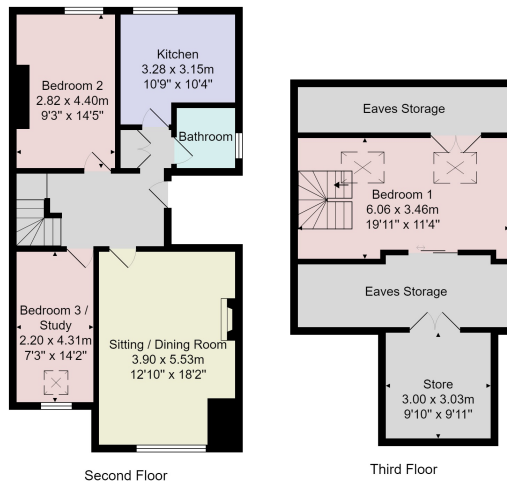 Kitchen
3.28 x 3.15m
10'9" x 10'4"
Bedroom 2
2.82 x 4.40m
9'3" x 14'5"
Bathroom
Bedroom 3 /
Study
2.20 x 4.31m
7'3" x 14'2"
Sitting / Dining Room
3.90 x 5.53m
12'10" x 18'2"
Second Floor
Eaves Storage
Bedroom 1
6.06 x 3.46m
19'11" x 11'4"
Eaves Storage
Store
3.00 x 3.03m
9'10" x 9'11"
Third Floor